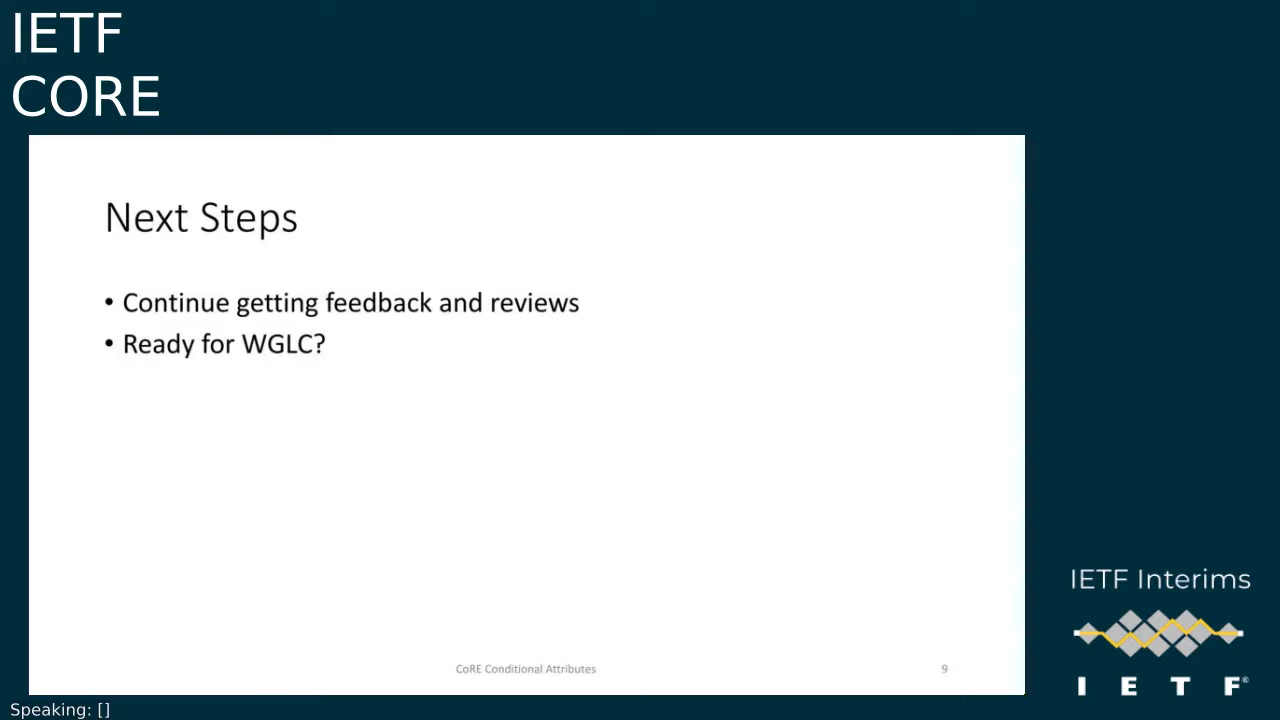 IETF
CORE
Next Steps
• Continue getting feedback and reviews
• Ready for WGLC?
CoRE Conditional Attributes
9
IETF Interims
I E T F®
Speaking: []